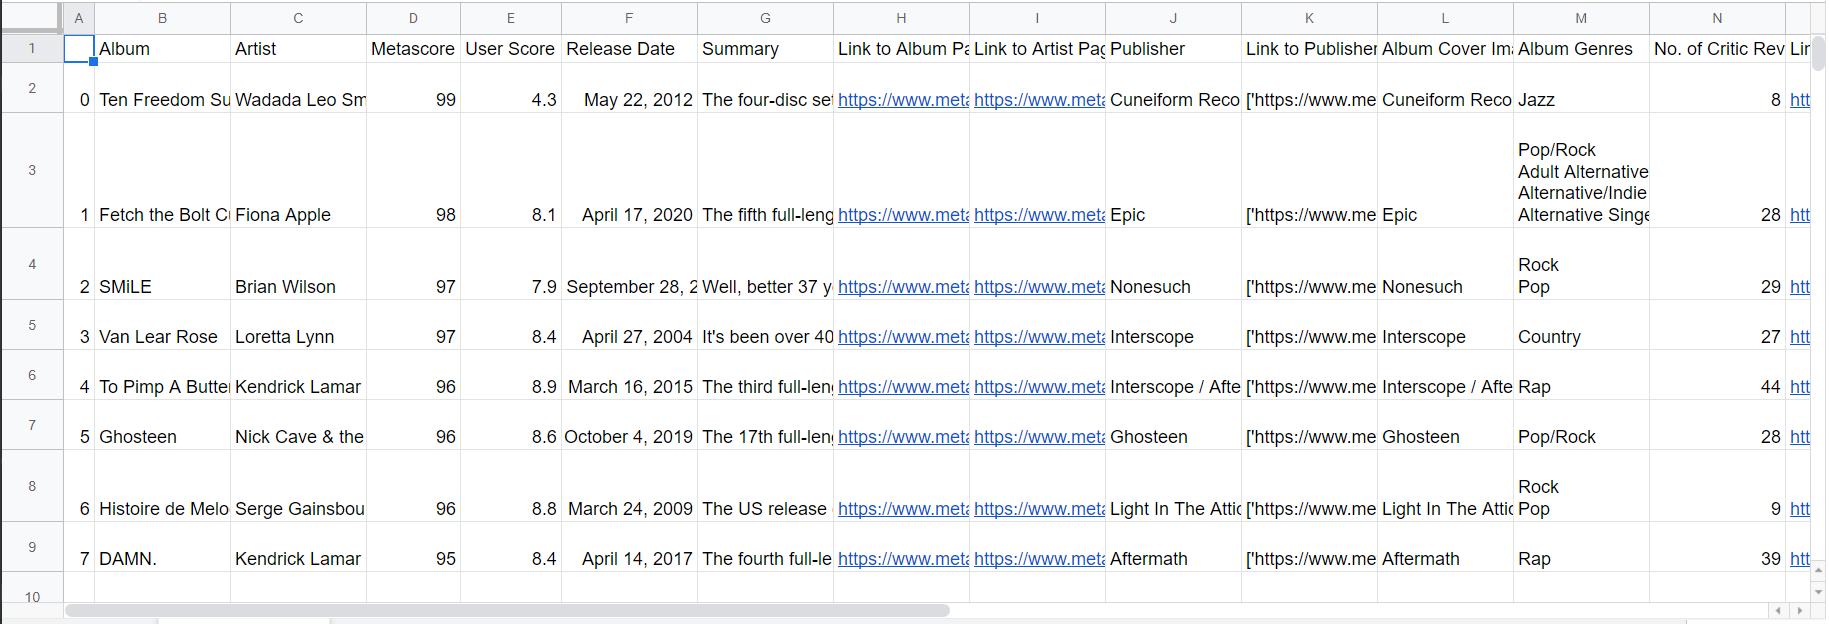 A B C D E F G H I J K L M N
1 Album Artist Metascore User Score Release Date Summary Link to Album Pa Link to Artist Pag Publisher Link to Publisher Album Cover Ima Album Genres No. of Critic Rev Lin
2 0 Ten Freedom Su Wadada Leo Sm 99 4.3 May 22, 2012 The four-disc set https://www.meta https://www.meta Cuneiform Reco ['https://www.me Cuneiform Reco Jazz 8 htt
Pop/Rock
Adult Alternative
Alternative/Indie
3 1 Fetch the Bolt C Fiona Apple 98 8.1 April 17, 2020 The fifth full-leng https://www.meta https://www.meta Epic ['https://www.me Epic Alternative Singe 28 htt
Rock
4 2 SMiLE Brian Wilson 97 7.9 September 28, 2 Well, better 37 y https://www.meta https://www.meta Nonesuch ['https://www.me Nonesuch Pop 29 htt
5 3 Van Lear Rose Loretta Lynn 97 8.4 April 27, 2004 It's been over 40 https://www.meta https://www.meta Interscope ['https://www.me Interscope Country 27 htt
6 4 To Pimp A Butter Kendrick Lamar 96 8.9 March 16, 2015 The third full-leng https://www.meta https://www.meta Interscope / Afte ['https://www.me Interscope / Afte Rap 44 htt
7 5 Ghosteen Nick Cave & the 96 8.6 October 4, 2019 The 17th full-leng https://www.meta https://www.meta Ghosteen ['https://www.me Ghosteen Pop/Rock 28 htt
Rock
8 6 Histoire de Melo Serge Gainsbou 96 8.8 March 24, 2009 The US release https://www.meta https://www.meta Light In The Attic ['https://www.me Light In The Attic Pop 9 htt
9 7 DAMN. Kendrick Lamar 95 8.4 April 14, 2017 The fourth full-le https://www.meta https://www.meta Aftermath ['https://www.me Aftermath Rap 39 htt
10